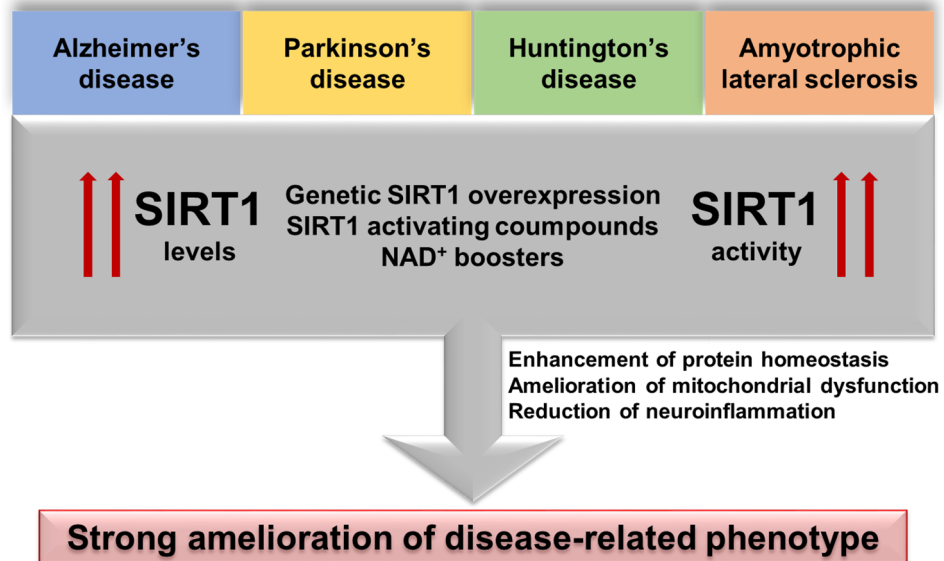 Alzheimer's
disease
Parkinson's
disease
Huntington's
disease
Amyotrophic
lateral sclerosis
SIRT1
levels
Genetic SIRT1 overexpression
SIRT1 activating coumpounds
NAD⁺ boosters
SIRT1
activity
Enhancement of protein homeostasis
Amelioration of mitochondrial dysfunction
Reduction of neuroinflammation
Strong amelioration of disease-related phenotype